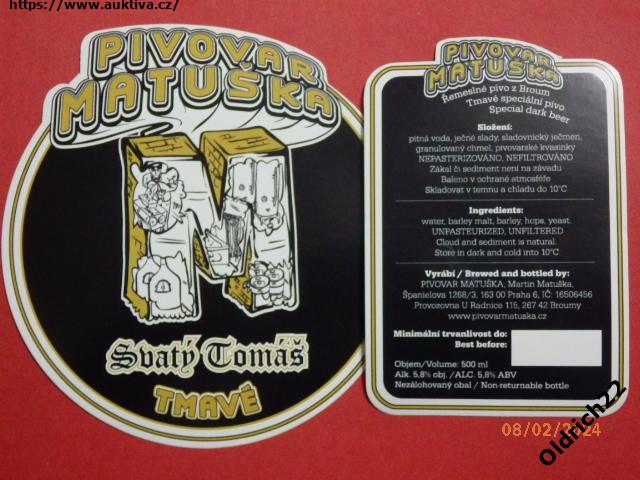 https://www.auktiva.cz/
PIVOVAR
MATUŠKA
M
Svatý Tomáš
TMAVÉ
PIVOVAR
MATUŠKA
Řemeslné pivo z Broum
Tmavé speciální pivo
Special dark beer
Složení:
pitná voda, ječné slady, sladovnický ječmen,
granulovaný chmel, pivovarské kvasinky
NEPASTERIZOVÁNO, NEFILTROVÁNO
Zákal či sediment není na závadu
Baleno v ochrané atmosféře
Skladovat v temnu a chladu do 10°C
Ingredients:
water, barley malt, barley, hops, yeast.
UNPASTEURIZED, UNFILTERED
Cloud and sediment is natural.
Store in dark and cold into 10°C
Vyrábí / Brewed and bottled by:
PIVOVAR MATUŠKA, Martin Matuška,
Španielova 1268/3, 163 00 Praha 6, IČ: 16506456
Provozovna U Radnice 115, 267 42 Broumy
www.pivovarmatuska.cz
Minimální trvanlivost do:
Best before:
Objem/Volume: 500 ml
Alk. 5,8% obj. /ALC. 5,8% ABV
Nezálohovaný obal / Non-returnable bottle
08/02/2024
Oldrich22